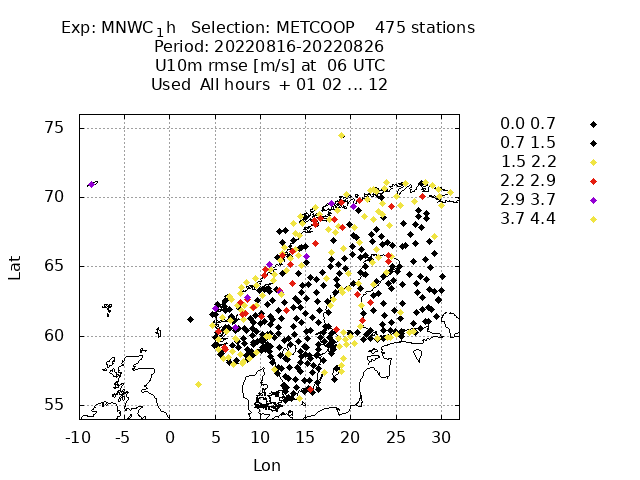 Exp: MNWC1h Selection: METCOOP 475 stations
Period: 20220816-20220826
U10m rmse [m/s] at 06 UTC
Used All hours + 01 02 ... 12
0.0 0.7
0.7 1.5
1.5 2.2
2.2 2.9
2.9 3.7
3.7 4.4
75
70
65
60
55
Lat
-10 -5 0 5 10 15 20 25 30
Lon